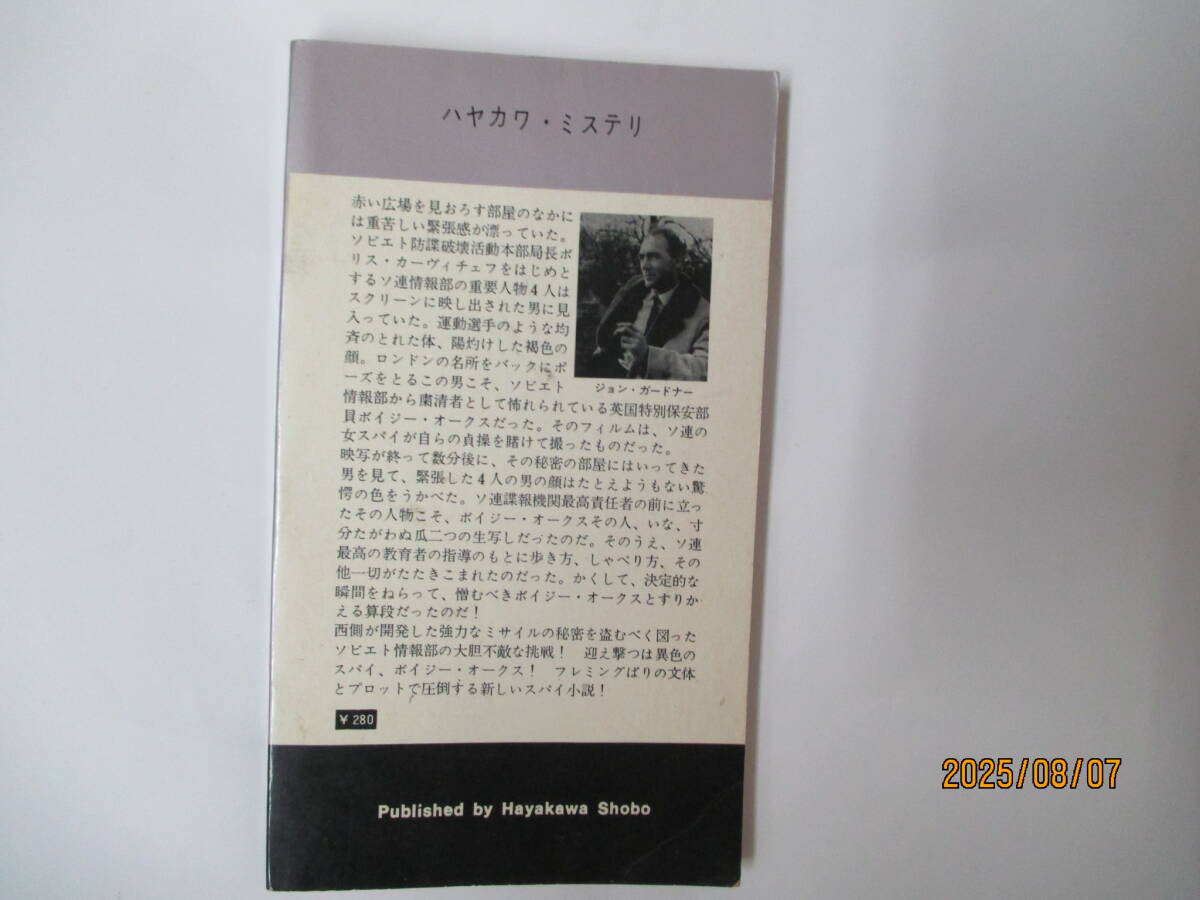 ハヤカワ・ミステリ
赤い広場を見おろす部屋のなかに
は重苦しい緊張感が漂っていた。
ソビエト防諜破壊活動本部局長ボ
リス・カーヴィチェフをはじめと
するソ連情報部の重要人物4人は
スクリーンに映し出された男に見
入っていた。運動選手のような均
斉のとれた体、陽灼けした褐色の
顔。ロンドンの名所をバックにポ
ーズをとるこの男こそ、ソビエト
情報部から粛清者として怖れられている英国特別保安部
員ボイジー・オークスだった。そのフィルムは、ソ連の
女スパイが自らの貞操を賭けて撮ったものだった。
映写が終って数分後に、その秘密の部屋にはいってきた
男を見て、緊張した4人の男の顔はたとえようもない驚
愕の色をうかべた。ソ連諜報機関最高責任者の前に立っ
たその人物こそ、ボイジー・オークスその人、いな、寸
分たがわぬ瓜二つの生写しだったのだ。そのうえ、ソ連
最高の教育者の指導のもとに歩き方、しゃべり方、その
他一切がたたきこまれたのだった。かくして、決定的な
瞬間をねらって、憎むべきボイジー・オークスとすりか
える算段だったのだ！
西側が開発した強力なミサイルの秘密を盗むべく図った
ソビエト情報部の大胆不敵な挑戦！　迎え撃つは異色の
スパイ、ボイジー・オークス！　フレミングばりの文体
とプロットで圧倒する新しいスパイ小説！
ジョン・ガードナー
¥ 280
Published by Hayakawa Shobo
2025/08/07